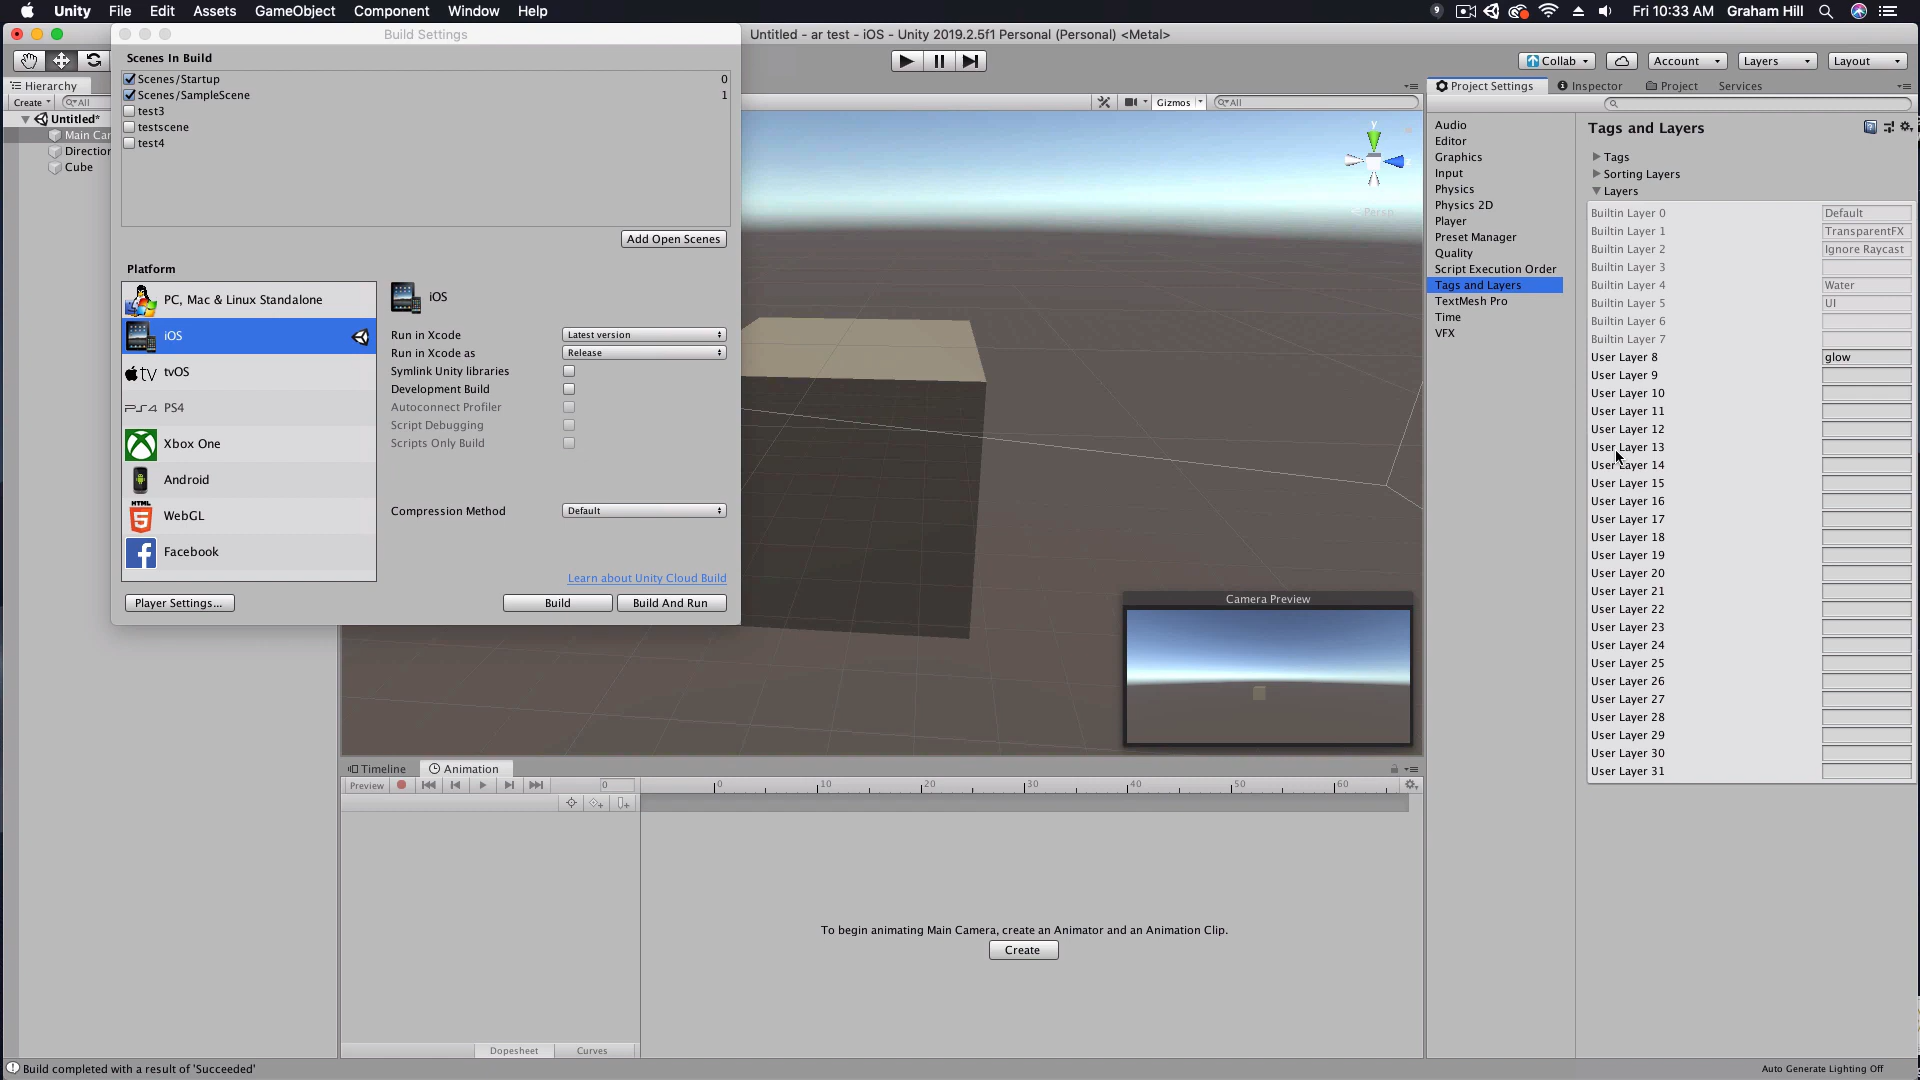 Unity File Edit Assets GameObject Component Window Help
9
Fri 10:33 AM Graham Hill
Build Settings
Untitled - ar test - iOS - Unity 2019.2.5f1 Personal (Personal) <Metal>
Collab
Account
Layers
Layout
Hierarchy
Create
All
Untitled*
Main Car
Direction
Cube
Scenes In Build
Scenes/Startup 0
Scenes/SampleScene 1
test3
testscene
test4
Add Open Scenes
Platform
PC, Mac & Linux Standalone
iOS
tv tvOS
PS4
Xbox One
Android
HTML
5 WebGL
Facebook
Player Settings...
iOS
Run in Xcode Latest version
Run in Xcode as Release
Symlink Unity libraries
Development Build
Autoconnect Profiler
Script Debugging
Scripts Only Build
Compression Method Default
Learn about Unity Cloud Build
Build
Build And Run
Gizmos
All
y
Persp
Camera Preview
Timeline
Animation
Preview
0
0 10 20 30 40 50 60
To begin animating Main Camera, create an Animator and an Animation Clip.
Create
Dopesheet
Curves
Project Settings
Inspector
Project
Services
Audio
Editor
Graphics
Input
Physics
Physics 2D
Player
Preset Manager
Quality
Script Execution Order
Tags and Layers
TextMesh Pro
Time
VFX
Tags and Layers
Tags
Sorting Layers
Layers
Builtin Layer 0 Default
Builtin Layer 1 TransparentFX
Builtin Layer 2 Ignore Raycast
Builtin Layer 3
Builtin Layer 4 Water
Builtin Layer 5 UI
Builtin Layer 6
Builtin Layer 7
User Layer 8 glow
User Layer 9
User Layer 10
User Layer 11
User Layer 12
User Layer 13
User Layer 14
User Layer 15
User Layer 16
User Layer 17
User Layer 18
User Layer 19
User Layer 20
User Layer 21
User Layer 22
User Layer 23
User Layer 24
User Layer 25
User Layer 26
User Layer 27
User Layer 28
User Layer 29
User Layer 30
User Layer 31
Build completed with a result of 'Succeeded'
Auto Generate Lighting Off